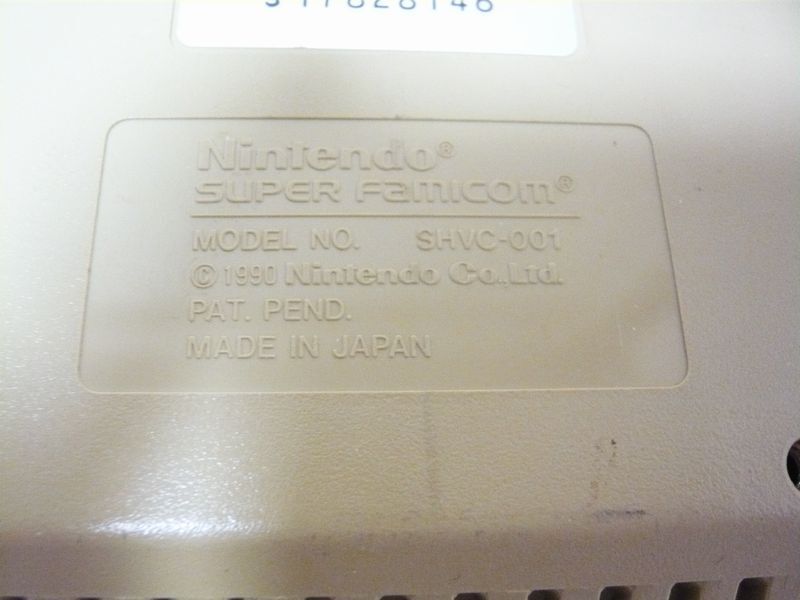 Nintendo®
SUPER FAMICOM®
MODEL NO. SHVC-001
© 1990 Nintendo Co.,Ltd.
PAT. PEND.
MADE IN JAPAN